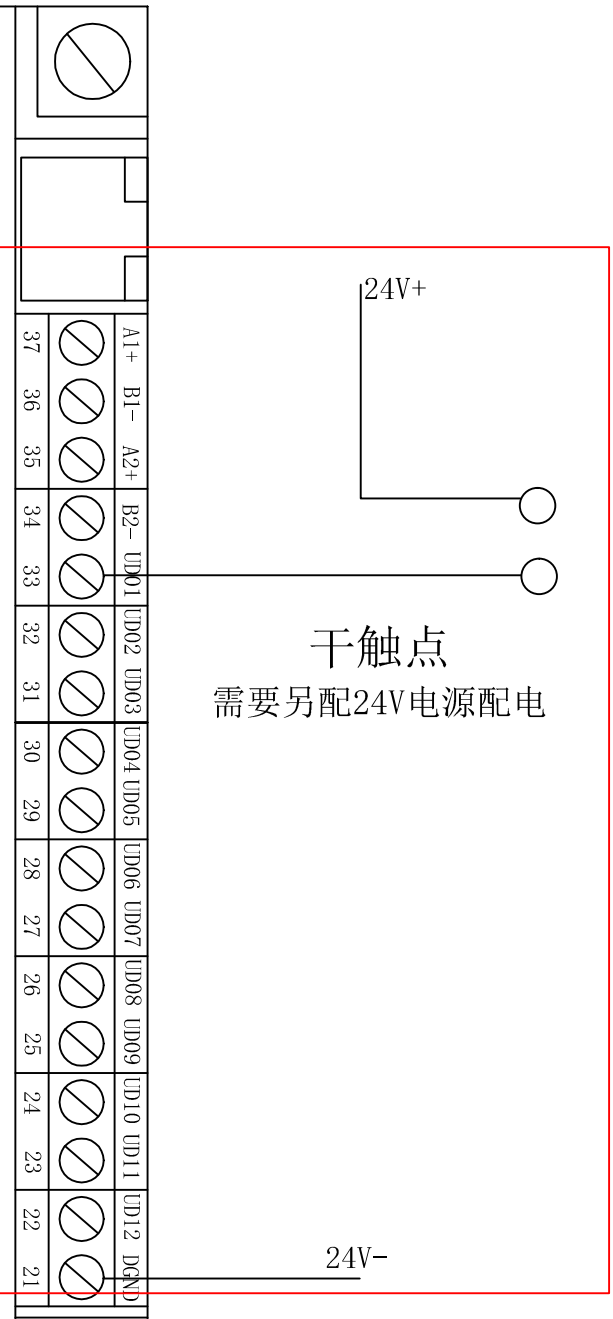 24V+
37 A1+
36 B1-
35 A2+
34 B2-
33 UD01
32 UD02
31 UD03
30 UD04
29 UD05
28 UD06
27 UD07
26 UD08
25 UD09
24 UD10
23 UD11
22 UD12
21 DGND
干触点
需要另配24V电源配电
24V-